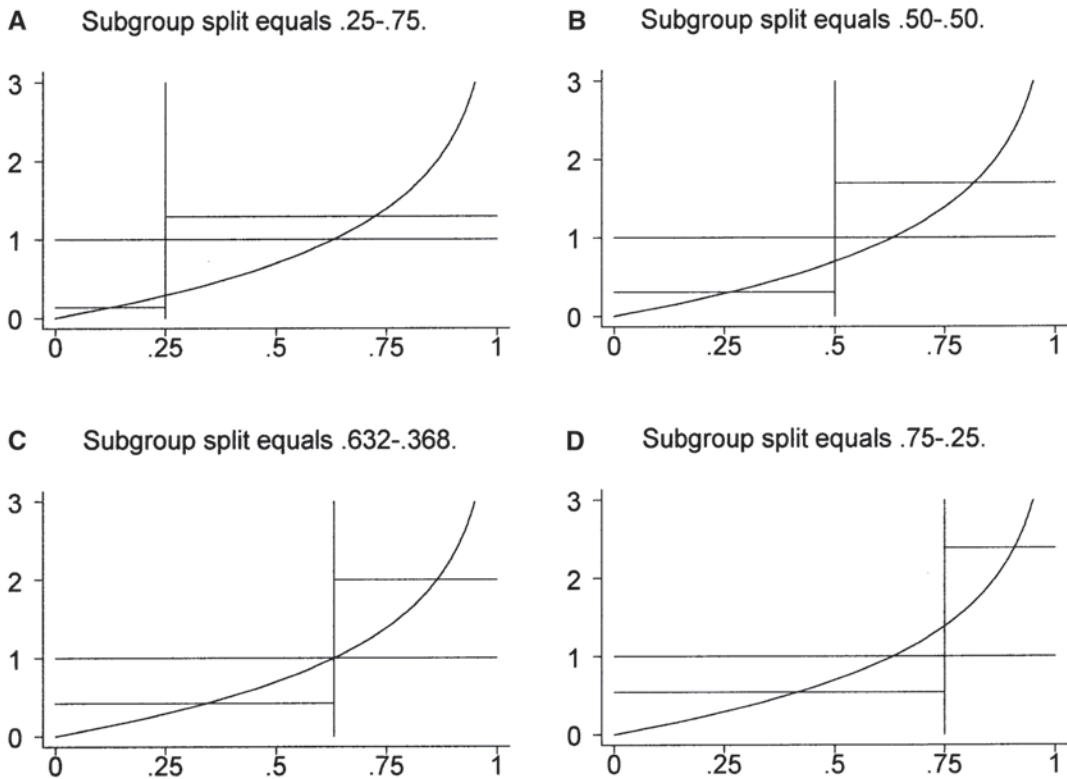 A Subgroup split equals .25-.75.
3
2
1
0
0 .25 .5 .75 1
B Subgroup split equals .50-.50.
3
2
1
0
0 .25 .5 .75 1
C Subgroup split equals .632-.368.
3
2
1
0
0 .25 .5 .75 1
D Subgroup split equals .75-.25.
3
2
1
0
0 .25 .5 .75 1